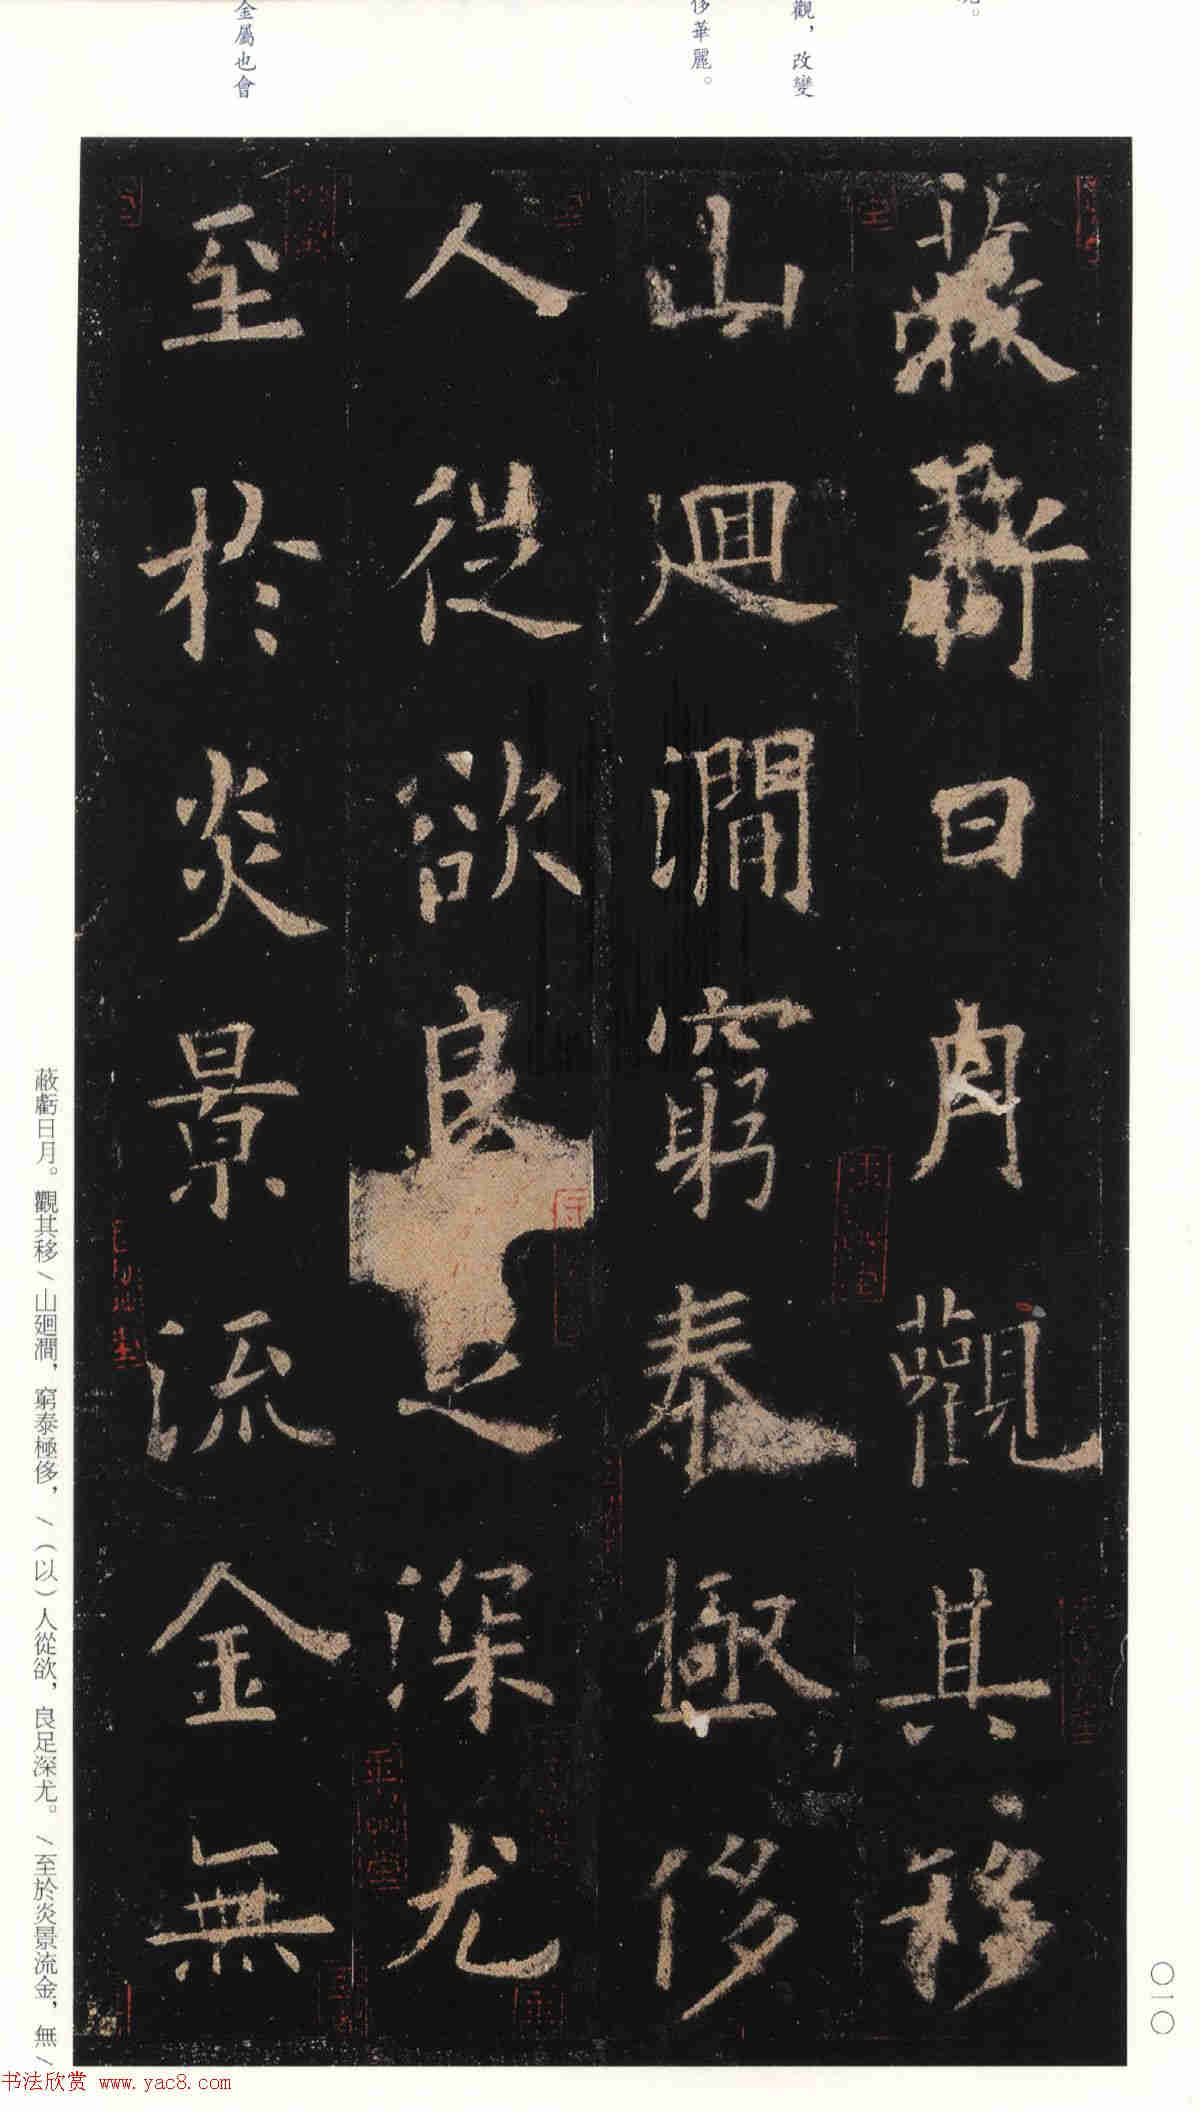 觀，改變
侈華麗。
金屬也會
蔽虧日月觀其移
山廻澗窮泰極侈
人從欲良足深尤
至於炎景流金無
蔽虧日月。觀其移/山廻澗，窮泰極侈，/（以）人從欲，良足深尤。/至於炎景流金，無/
〇一〇
书法欣赏 www.yac8.com